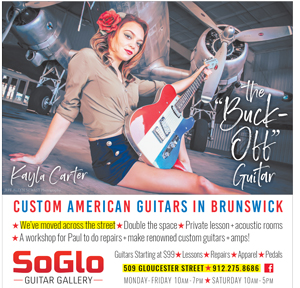 the
"Buck-
Off"
Guitar
Kayla Carter
CUSTOM AMERICAN GUITARS IN BRUNSWICK
★ We've moved across the street ★ Double the space ★ Private lesson + acoustic rooms
★ A workshop for Paul to do repairs + make renowned custom guitars + amps!
SoGlo
GUITAR GALLERY
Guitars Starting at $99 ★ Lessons ★ Repairs ★ Apparel ★ Pedals
509 GLOUCESTER STREET ★ 912.275.8686
MONDAY-FRIDAY 10AM-7PM ★ SATURDAY 10AM-5PM